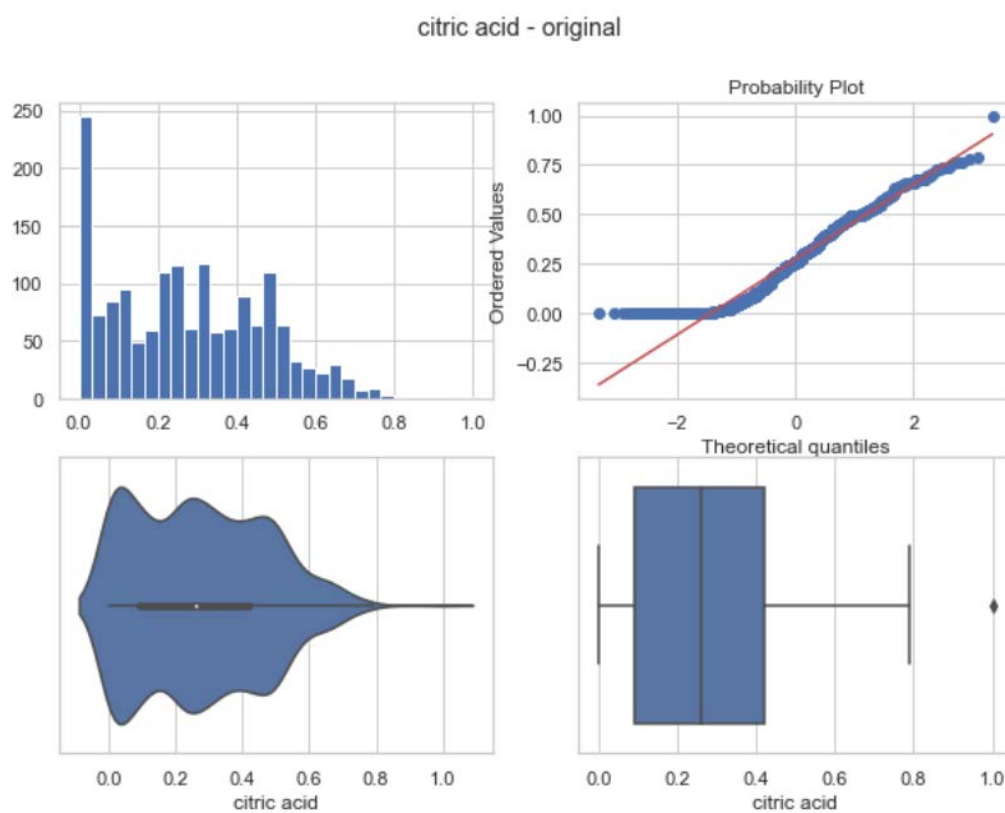 citric acid - original
250
200
150
100
50
0
0.0 0.2 0.4 0.6 0.8 1.0
Probability Plot
Ordered Values
1.00
0.75
0.50
0.25
0.00
−0.25
−2 0 2
Theoretical quantiles
0.0 0.2 0.4 0.6 0.8 1.0
citric acid
0.0 0.2 0.4 0.6 0.8 1.0
citric acid